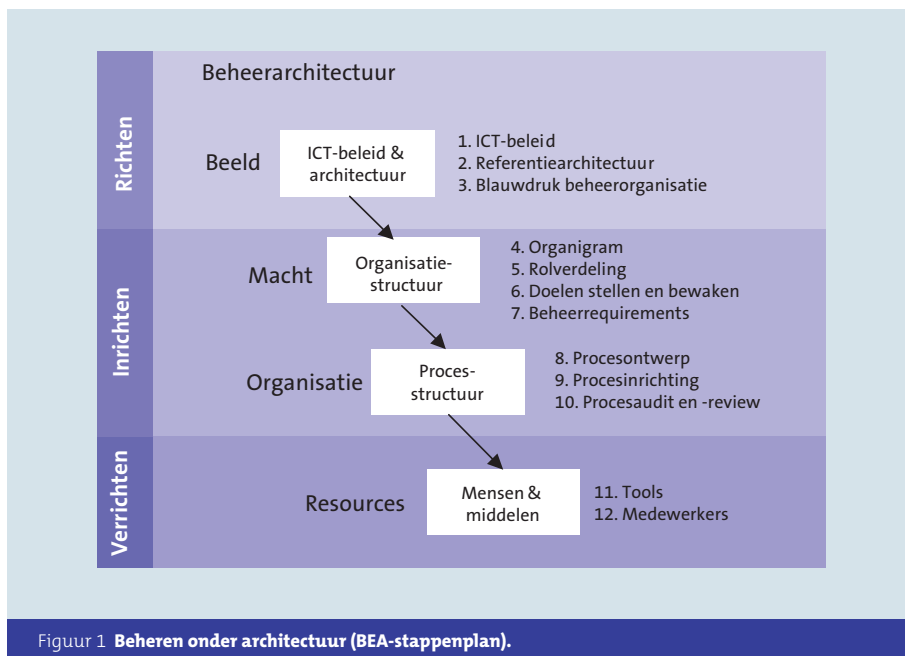 Beheerarchitectuur
Richten
Beeld
ICT-beleid &
architectuur
1. ICT-beleid
2. Referentiearchitectuur
3. Blauwdruk beheerorganisatie
Inrichten
Macht
Organisatie-
structuur
4. Organigram
5. Rolverdeling
6. Doelen stellen en bewaken
7. Beheerrequirements
Organisatie
Proces-
structuur
8. Procesontwerp
9. Procesinrichting
10. Procesaudit en -review
Verrichten
Resources
Mensen &
middelen
11. Tools
12. Medewerkers
Figuur 1 Beheren onder architectuur (BEA-stappenplan).